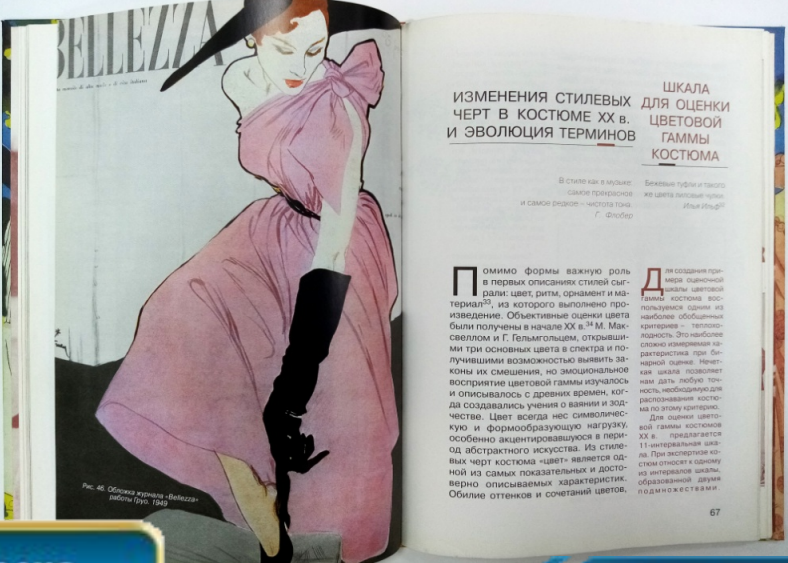 BELLEZZA
Рис. 46. Обложка журнала «Bellezza»
работы Грюо. 1949
ИЗМЕНЕНИЯ СТИЛЕВЫХ
ЧЕРТ В КОСТЮМЕ XX в.
И ЭВОЛЮЦИЯ ТЕРМИНОВ
В стиле как в музыке:
самое прекрасное
и самое редкое – чистота тона.
Г. Флобер
Помимо формы важную роль
в первых описаниях стилей сыг-
рали: цвет, ритм, орнамент и ма-
териал33, из которого выполнено про-
изведение. Объективные оценки цвета
были получены в начале XX в.34 М. Мак-
свеллом и Г. Гельмгольцем, открывши-
ми три основных цвета в спектре и по-
лучившими возможность выявить за-
коны их смешения, но эмоциональное
восприятие цветовой гаммы изучалось
и описывалось с древних времен, ког-
да создавались учения о ваянии и зод-
честве. Цвет всегда нес символичес-
кую и формообразующую нагрузку,
особенно акцентировавшуюся в пери-
од абстрактного искусства. Из стиле-
вых черт костюма «цвет» является од-
ной из самых показательных и досто-
верно описываемых характеристик.
Обилие оттенков и сочетаний цветов,
ШКАЛА
ДЛЯ ОЦЕНКИ
ЦВЕТОВОЙ
ГАММЫ
КОСТЮМА
Бежевые туфли и такого
же цвета лиловые чулки.
Илья Ильф
Для создания при-
мера оценочной
шкалы цветовой
гаммы костюма вос-
пользуемся одним из
наиболее обобщенных
критериев – теплохо-
лодность. Это наиболее
сложно измеряемая ха-
рактеристика при би-
нарной оценке. Нечет-
кая шкала позволяет
нам дать любую точ-
ность, необходимую для
распознавания костю-
ма по этому критерию.
Для оценки цвето-
вой гаммы костюмов
XX в. предлагается
11-интервальная шка-
ла. При экспертизе ко-
стюм относят к одному
из интервалов шкалы,
образованной двумя
подмножествами.
67